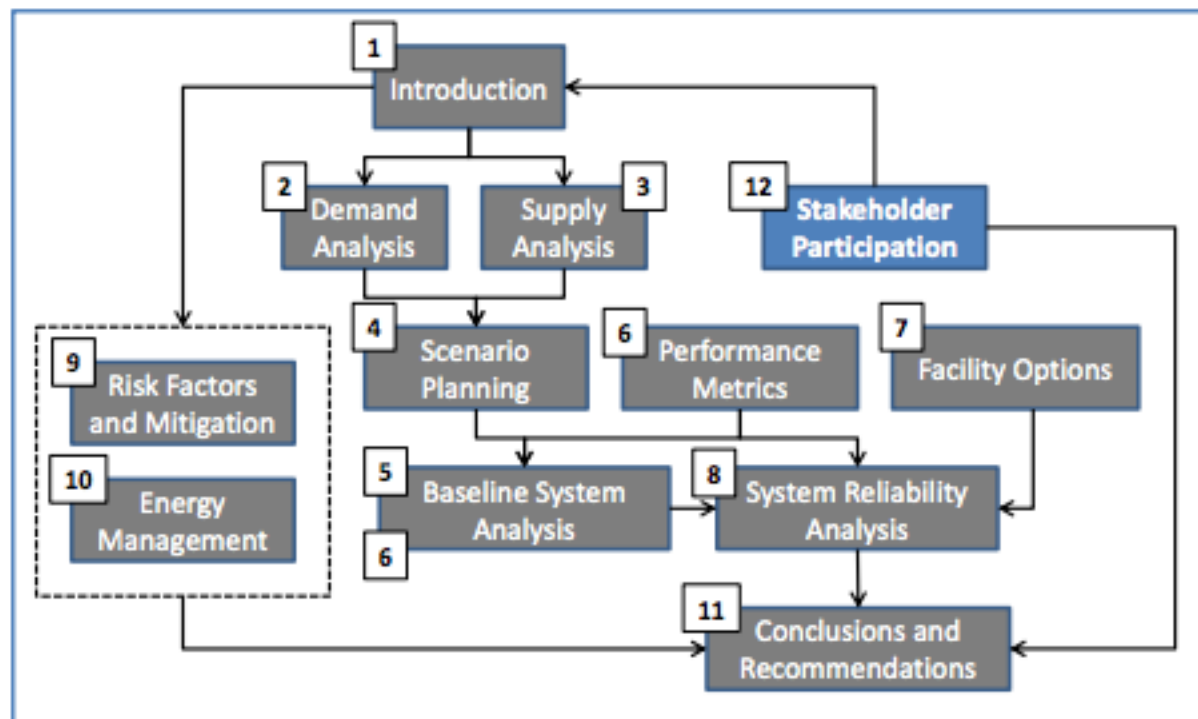 1
Introduction
2
Demand
Analysis
3
Supply
Analysis
12
Stakeholder
Participation
4
Scenario
Planning
6
Performance
Metrics
7
Facility Options
9
Risk Factors
and Mitigation
10
Energy
Management
5
Baseline System
Analysis
6
8
System Reliability
Analysis
11
Conclusions and
Recommendations